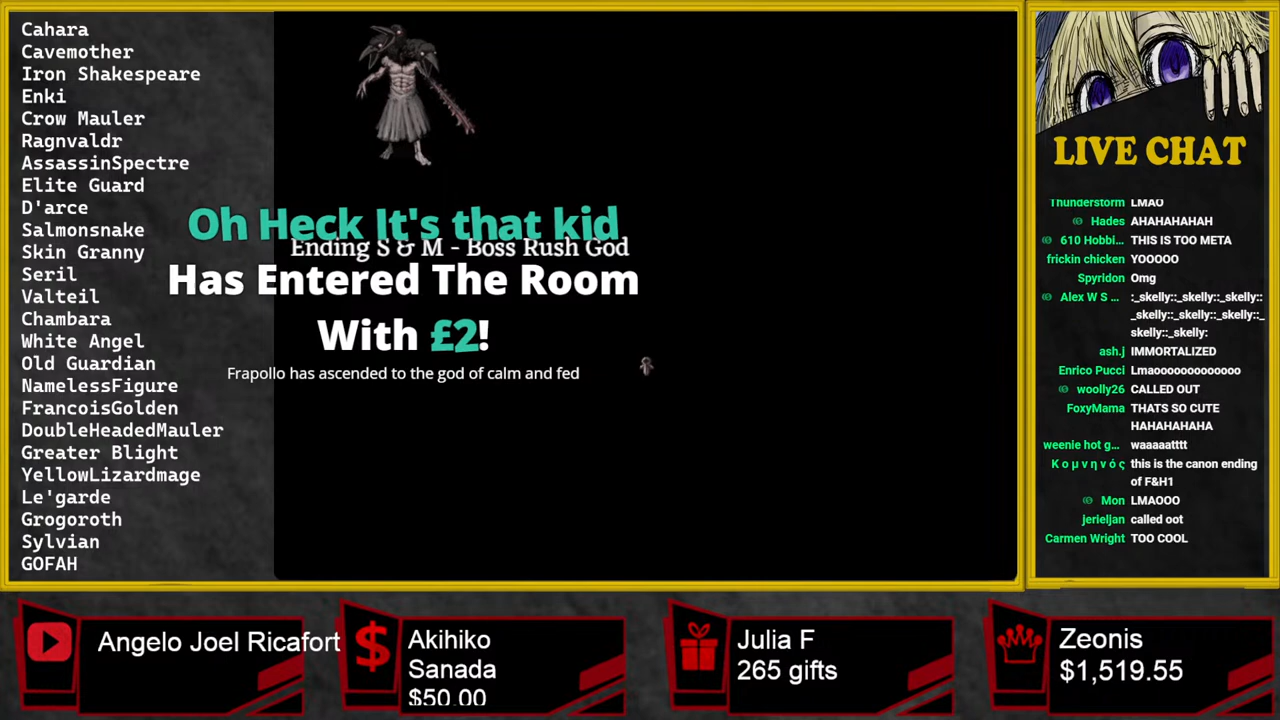 Cahara
Cavemother
Iron Shakespeare
Enki
Crow Mauler
Ragnvaldr
AssassinSpectre
Elite Guard
D'arce
Salmonsnake
Skin Granny
Seril
Valteil
Chambara
White Angel
Old Guardian
NamelessFigure
FrancoisGolden
DoubleHeadedMauler
Greater Blight
YellowLizardmage
Le'garde
Grogoroth
Sylvian
GOFAH
Oh Heck It's that kid
Ending S & M - Boss Rush God
Has Entered The Room
With £2!
Frapollo has ascended to the god of calm and fed
LIVE CHAT
Thunderstorm LMAO
Hades AHAHAHAHAH
610 Hobbi... THIS IS TOO META
frickin chicken YOOOOO
Spyridon Omg
Alex W S ... :_skelly::_skelly::_skelly::
_skelly::_skelly::_skelly::_
skelly::_skelly:
ash.j IMMORTALIZED
Enrico Pucci Lmaooooooooooooo
woolly26 CALLED OUT
FoxyMama THATS SO CUTE
HAHAHAHAHA
weenie hot g... waaaaatttt
Κ ο μ ν η ν ό ς this is the canon ending
of F&H1
Mon LMAOOO
jerieljan called oot
Carmen Wright TOO COOL
Angelo Joel Ricafort
Akihiko
Sanada
$50.00
Julia F
265 gifts
Zeonis
$1,519.55